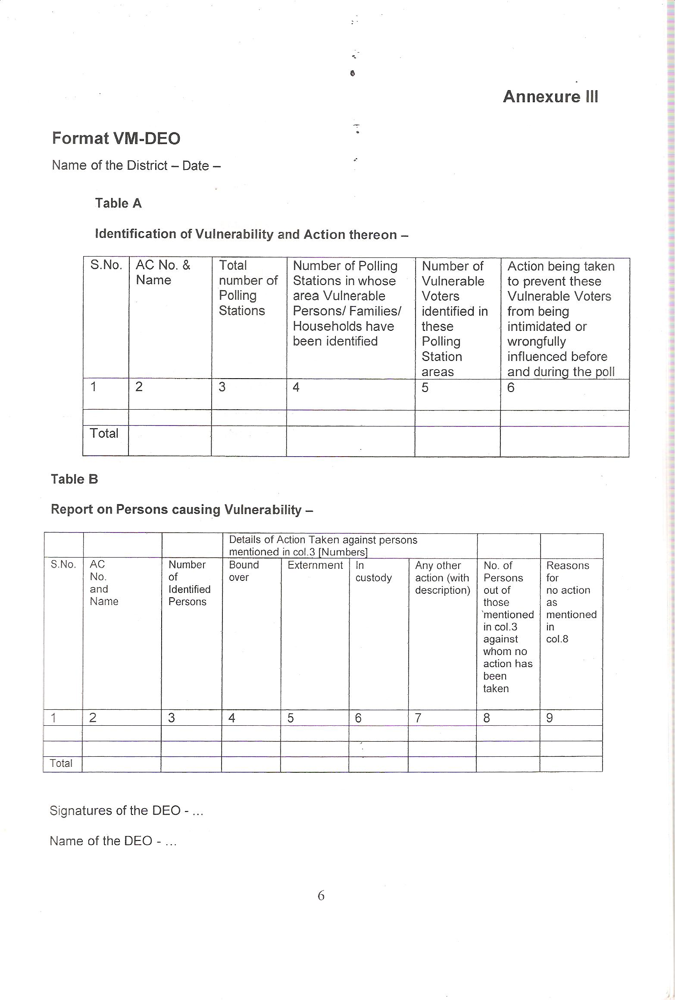 Annexure III
Format VM-DEO
Name of the District – Date –
Table A
Identification of Vulnerability and Action thereon –
S.No.
AC No. &
Name
Total
number of
Polling
Stations
Number of Polling
Stations in whose
area Vulnerable
Persons/ Families/
Households have
been identified
Number of
Vulnerable
Voters
identified in
these
Polling
Station
areas
Action being taken
to prevent these
Vulnerable Voters
from being
intimidated or
wrongfully
influenced before
and during the poll
1 2 3 4 5 6
Total
Table B
Report on Persons causing Vulnerability –
Details of Action Taken against persons
mentioned in col.3 [Numbers]
S.No.
AC
No.
and
Name
Number
of
Identified
Persons
Bound
over
Externment
In
custody
Any other
action (with
description)
No. of
Persons
out of
those
mentioned
in col.3
against
whom no
action has
been
taken
Reasons
for
no action
as
mentioned
in
col.8
1 2 3 4 5 6 7 8 9
Total
Signatures of the DEO - ...
Name of the DEO - ...
6